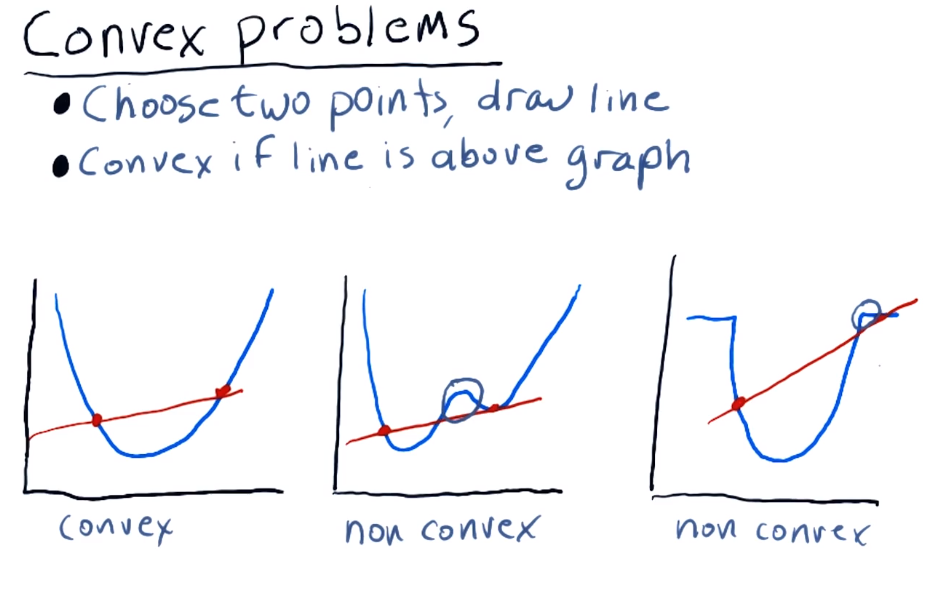 Convex problems
• Choose two points, draw line
• Convex if line is above graph
convex
non convex
non convex